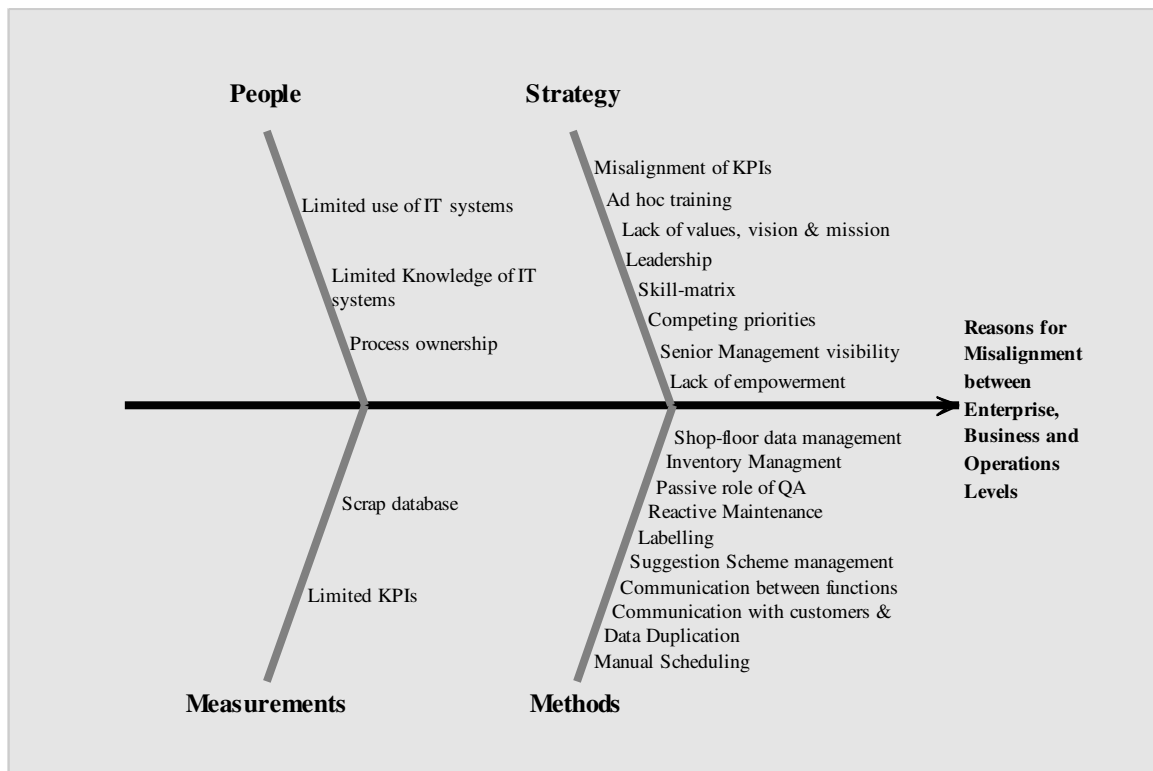 People
Strategy
Limited use of IT systems
Limited Knowledge of IT
systems
Process ownership
Misalignment of KPIs
Ad hoc training
Lack of values, vision & mission
Leadership
Skill-matrix
Competing priorities
Senior Management visibility
Lack of empowerment
Reasons for
Misalignment
between
Enterprise,
Business and
Operations
Levels
Scrap database
Limited KPIs
Shop-floor data management
Inventory Managment
Passive role of QA
Reactive Maintenance
Labelling
Suggestion Scheme management
Communication between functions
Communication with customers &
Data Duplication
Manual Scheduling
Measurements
Methods